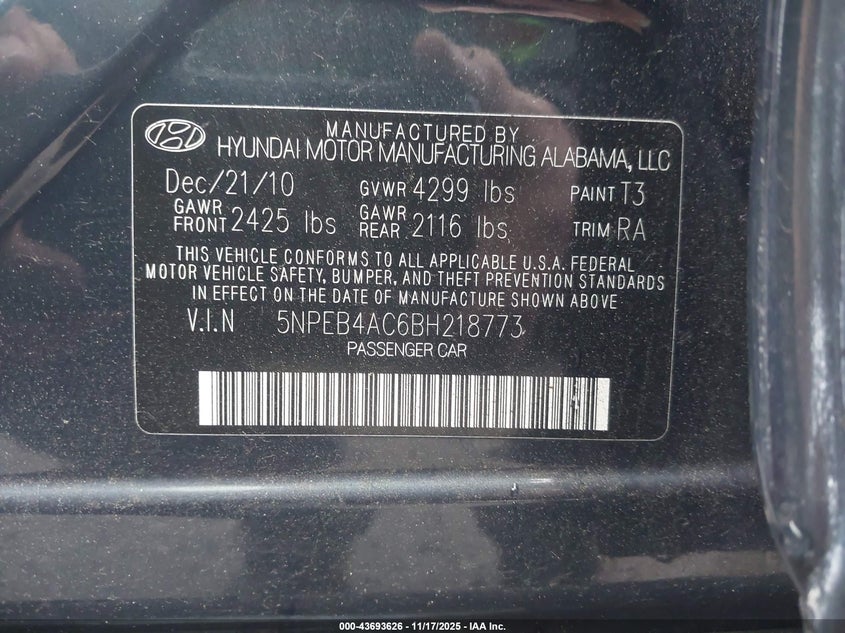 MANUFACTURED BY
HYUNDAI MOTOR MANUFACTURING ALABAMA, LLC
Dec/21/10 GVWR 4299 lbs PAINT T3
GAWR FRONT 2425 lbs GAWR REAR 2116 lbs TRIM RA
THIS VEHICLE CONFORMS TO ALL APPLICABLE U.S.A. FEDERAL
MOTOR VEHICLE SAFETY, BUMPER, AND THEFT PREVENTION STANDARDS
IN EFFECT ON THE DATE OF MANUFACTURE SHOWN ABOVE
V.I.N 5NPEB4AC6BH218773
PASSENGER CAR
000-43693626 - 11/17/2025 - IAA Inc.